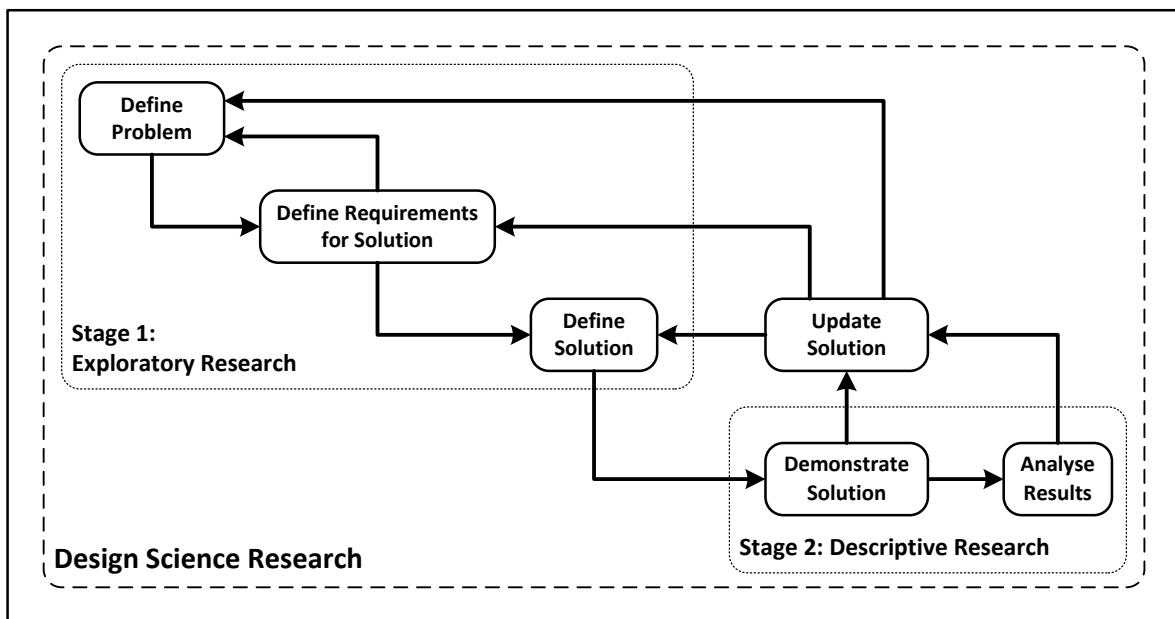 Define
Problem
Define Requirements
for Solution
Stage 1:
Exploratory Research
Define
Solution
Update
Solution
Demonstrate
Solution
Analyse
Results
Stage 2: Descriptive Research
Design Science Research